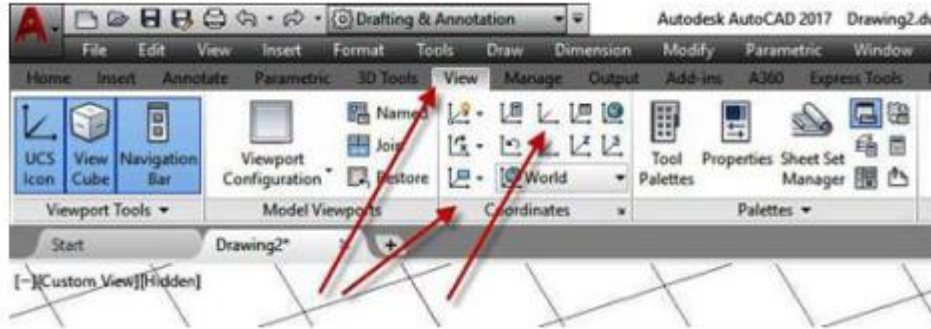 A Drafting & Annotation Autodesk AutoCAD 2017 Drawing2.dw
File Edit View Insert Format Tools Draw Dimension Modify Parametric Window
Home Insert Annotate Parametric 3D Tools View Manage Output Add-ins A360 Express Tools
Named
Join
Restore
UCS Icon View Cube Navigation Bar Viewport Configuration World Tool Palettes Properties Sheet Set Manager
Viewport Tools Model Viewports Coordinates Palettes
Start Drawing2* +
[-][Custom View][Hidden]